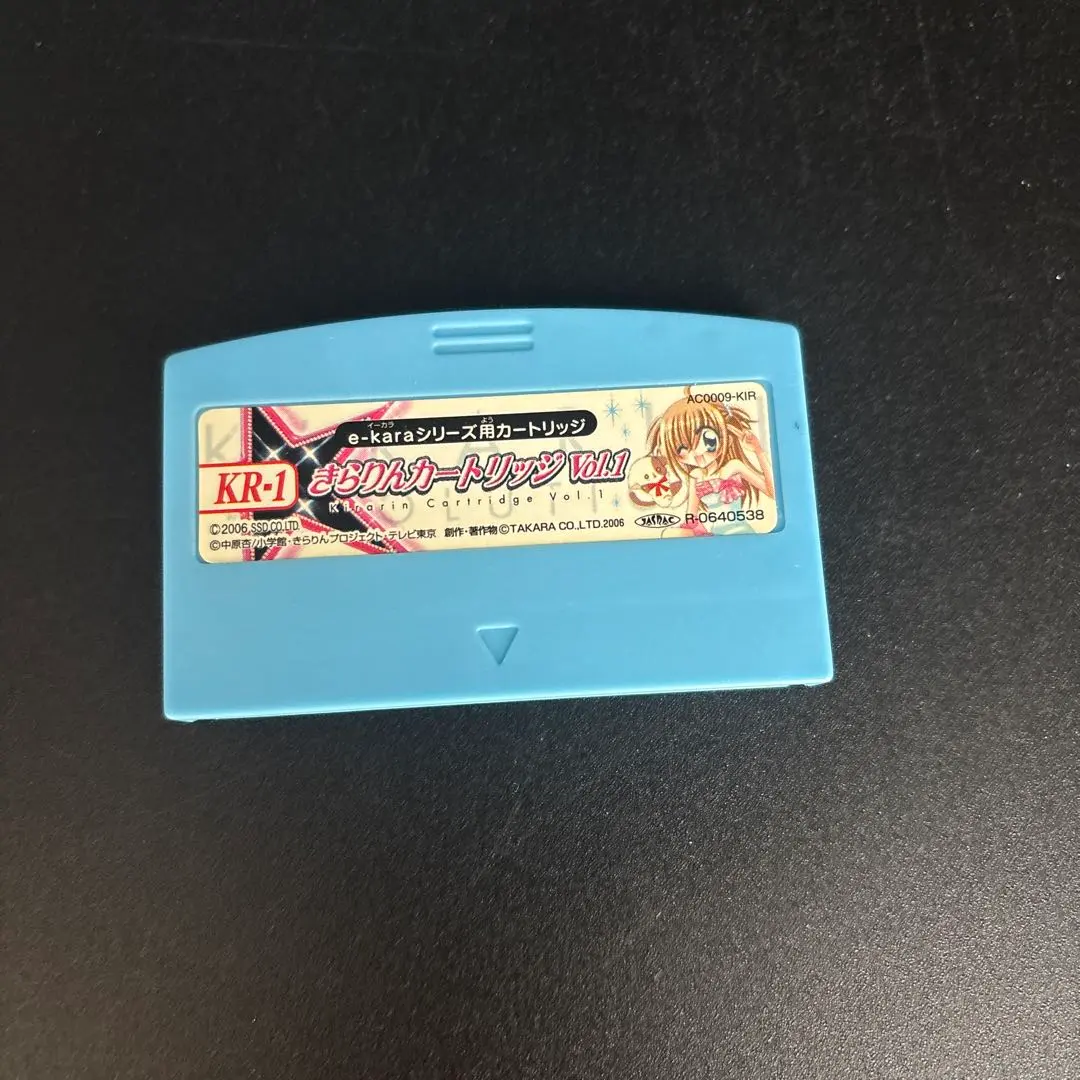 AC0009-KIR
イーカラ よう
e-karaシリーズ用カートリッジ
KR-1
きらりんカートリッジ Vol.1
Kirarin Cartridge Vol.1
©2006,SSD.CO.LTD.
JASRAC R-0640538
©中原杏/小学館・きらりんプロジェクト・テレビ東京 創作・著作物©TAKARA CO.,LTD.2006